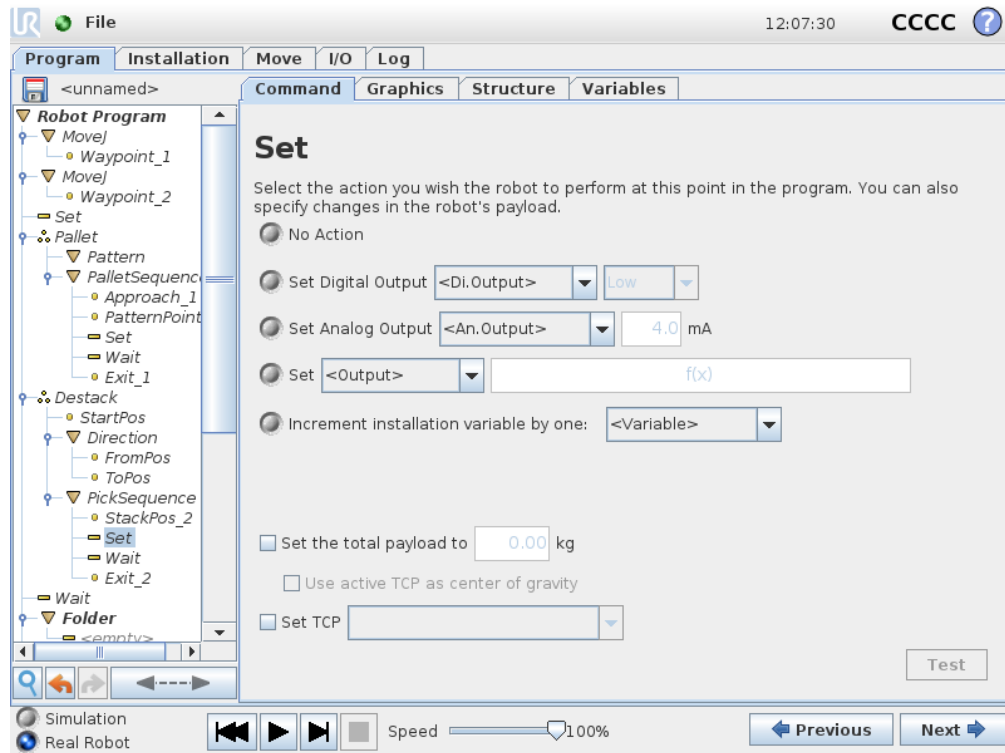 UR File 12:07:30 CCCC ?
Program Installation Move I/O Log
<unnamed>
Robot Program
MoveJ
Waypoint_1
MoveJ
Waypoint_2
Set
Pallet
Pattern
PalletSequenc
Approach_1
PatternPoint
Set
Wait
Exit_1
Destack
StartPos
Direction
FromPos
ToPos
PickSequence
StackPos_2
Set
Wait
Exit_2
Wait
Folder
<empty>
Command Graphics Structure Variables
Set
Select the action you wish the robot to perform at this point in the program. You can also
specify changes in the robot's payload.
No Action
Set Digital Output <Di.Output> Low
Set Analog Output <An.Output> 4.0 mA
Set <Output> f(x)
Increment installation variable by one: <Variable>
Set the total payload to 0.00 kg
Use active TCP as center of gravity
Set TCP
Test
Simulation
Real Robot
Speed 100%
Previous Next